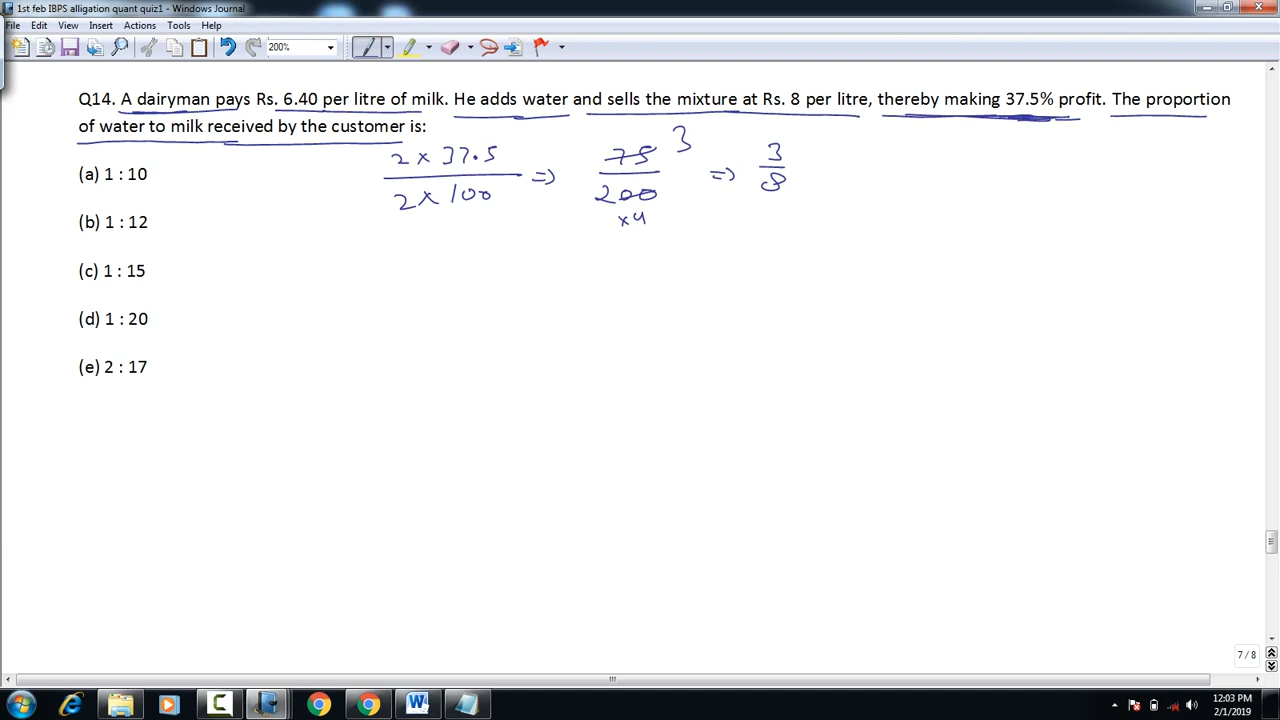 1st feb IBPS alligation quant quiz1 - Windows Journal
File Edit View Insert Actions Tools Help
200%
Q14. A dairyman pays Rs. 6.40 per litre of milk. He adds water and sells the mixture at Rs. 8 per litre, thereby making 37.5% profit. The proportion
of water to milk received by the customer is:
2 x 37.5 75 3 3
=> =>
2 x 100 200 8
x4
(a) 1 : 10
(b) 1 : 12
(c) 1 : 15
(d) 1 : 20
(e) 2 : 17
7 / 8
12:03 PM
2/1/2019